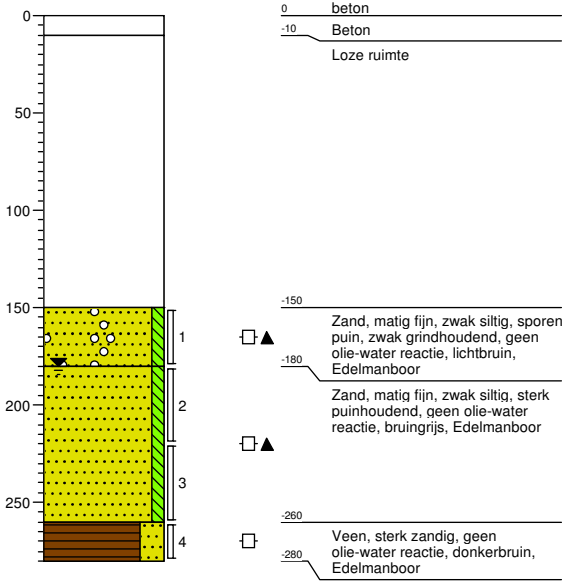 0
50
100
150
200
250
1
2
3
4
0 beton
-10 Beton
Loze ruimte
-150
Zand, matig fijn, zwak siltig, sporen
puin, zwak grindhoudend, geen
olie-water reactie, lichtbruin,
Edelmanboor
-180
Zand, matig fijn, zwak siltig, sterk
puinhoudend, geen olie-water
reactie, bruingrijs, Edelmanboor
-260
Veen, sterk zandig, geen
olie-water reactie, donkerbruin,
Edelmanboor
-280